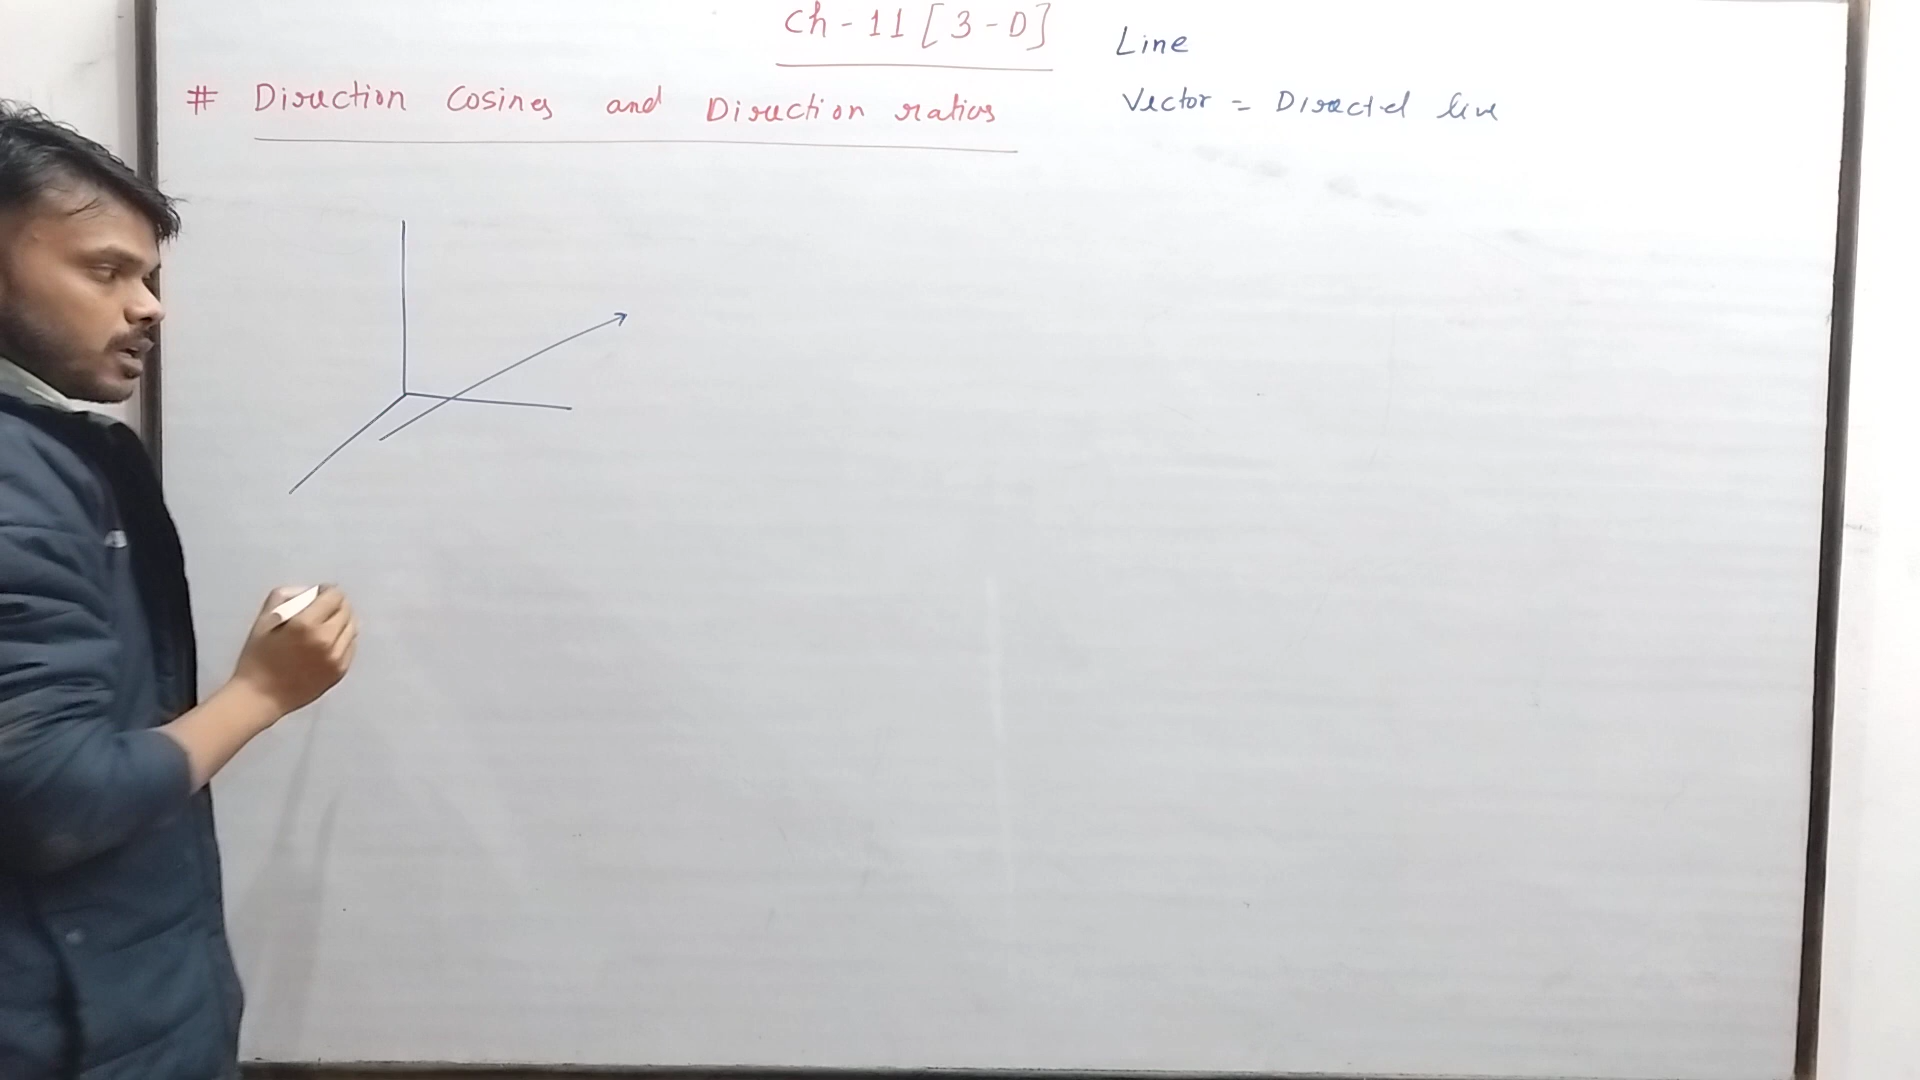 Ch - 11 [3-D]
Line
# Direction Cosines and Direction ratios
Vector = Directed line